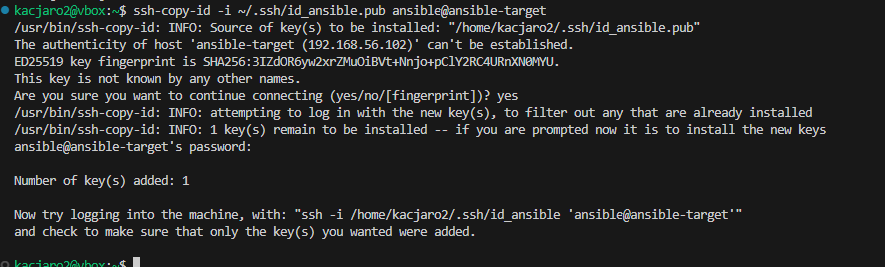 kacjaro2@vbox:~$ ssh-copy-id -i ~/.ssh/id_ansible.pub ansible@ansible-target
/usr/bin/ssh-copy-id: INFO: Source of key(s) to be installed: "/home/kacjaro2/.ssh/id_ansible.pub"
The authenticity of host 'ansible-target (192.168.56.102)' can't be established.
ED25519 key fingerprint is SHA256:3IZdOR6yw2xrZMuOiBVt+Nnjo+pClY2RC4URnXN0MYU.
This key is not known by any other names.
Are you sure you want to continue connecting (yes/no/[fingerprint])? yes
/usr/bin/ssh-copy-id: INFO: attempting to log in with the new key(s), to filter out any that are already installed
/usr/bin/ssh-copy-id: INFO: 1 key(s) remain to be installed -- if you are prompted now it is to install the new keys
ansible@ansible-target's password:
Number of key(s) added: 1
Now try logging into the machine, with: "ssh -i /home/kacjaro2/.ssh/id_ansible 'ansible@ansible-target'"
and check to make sure that only the key(s) you wanted were added.
kacjaro2@vbox:~$